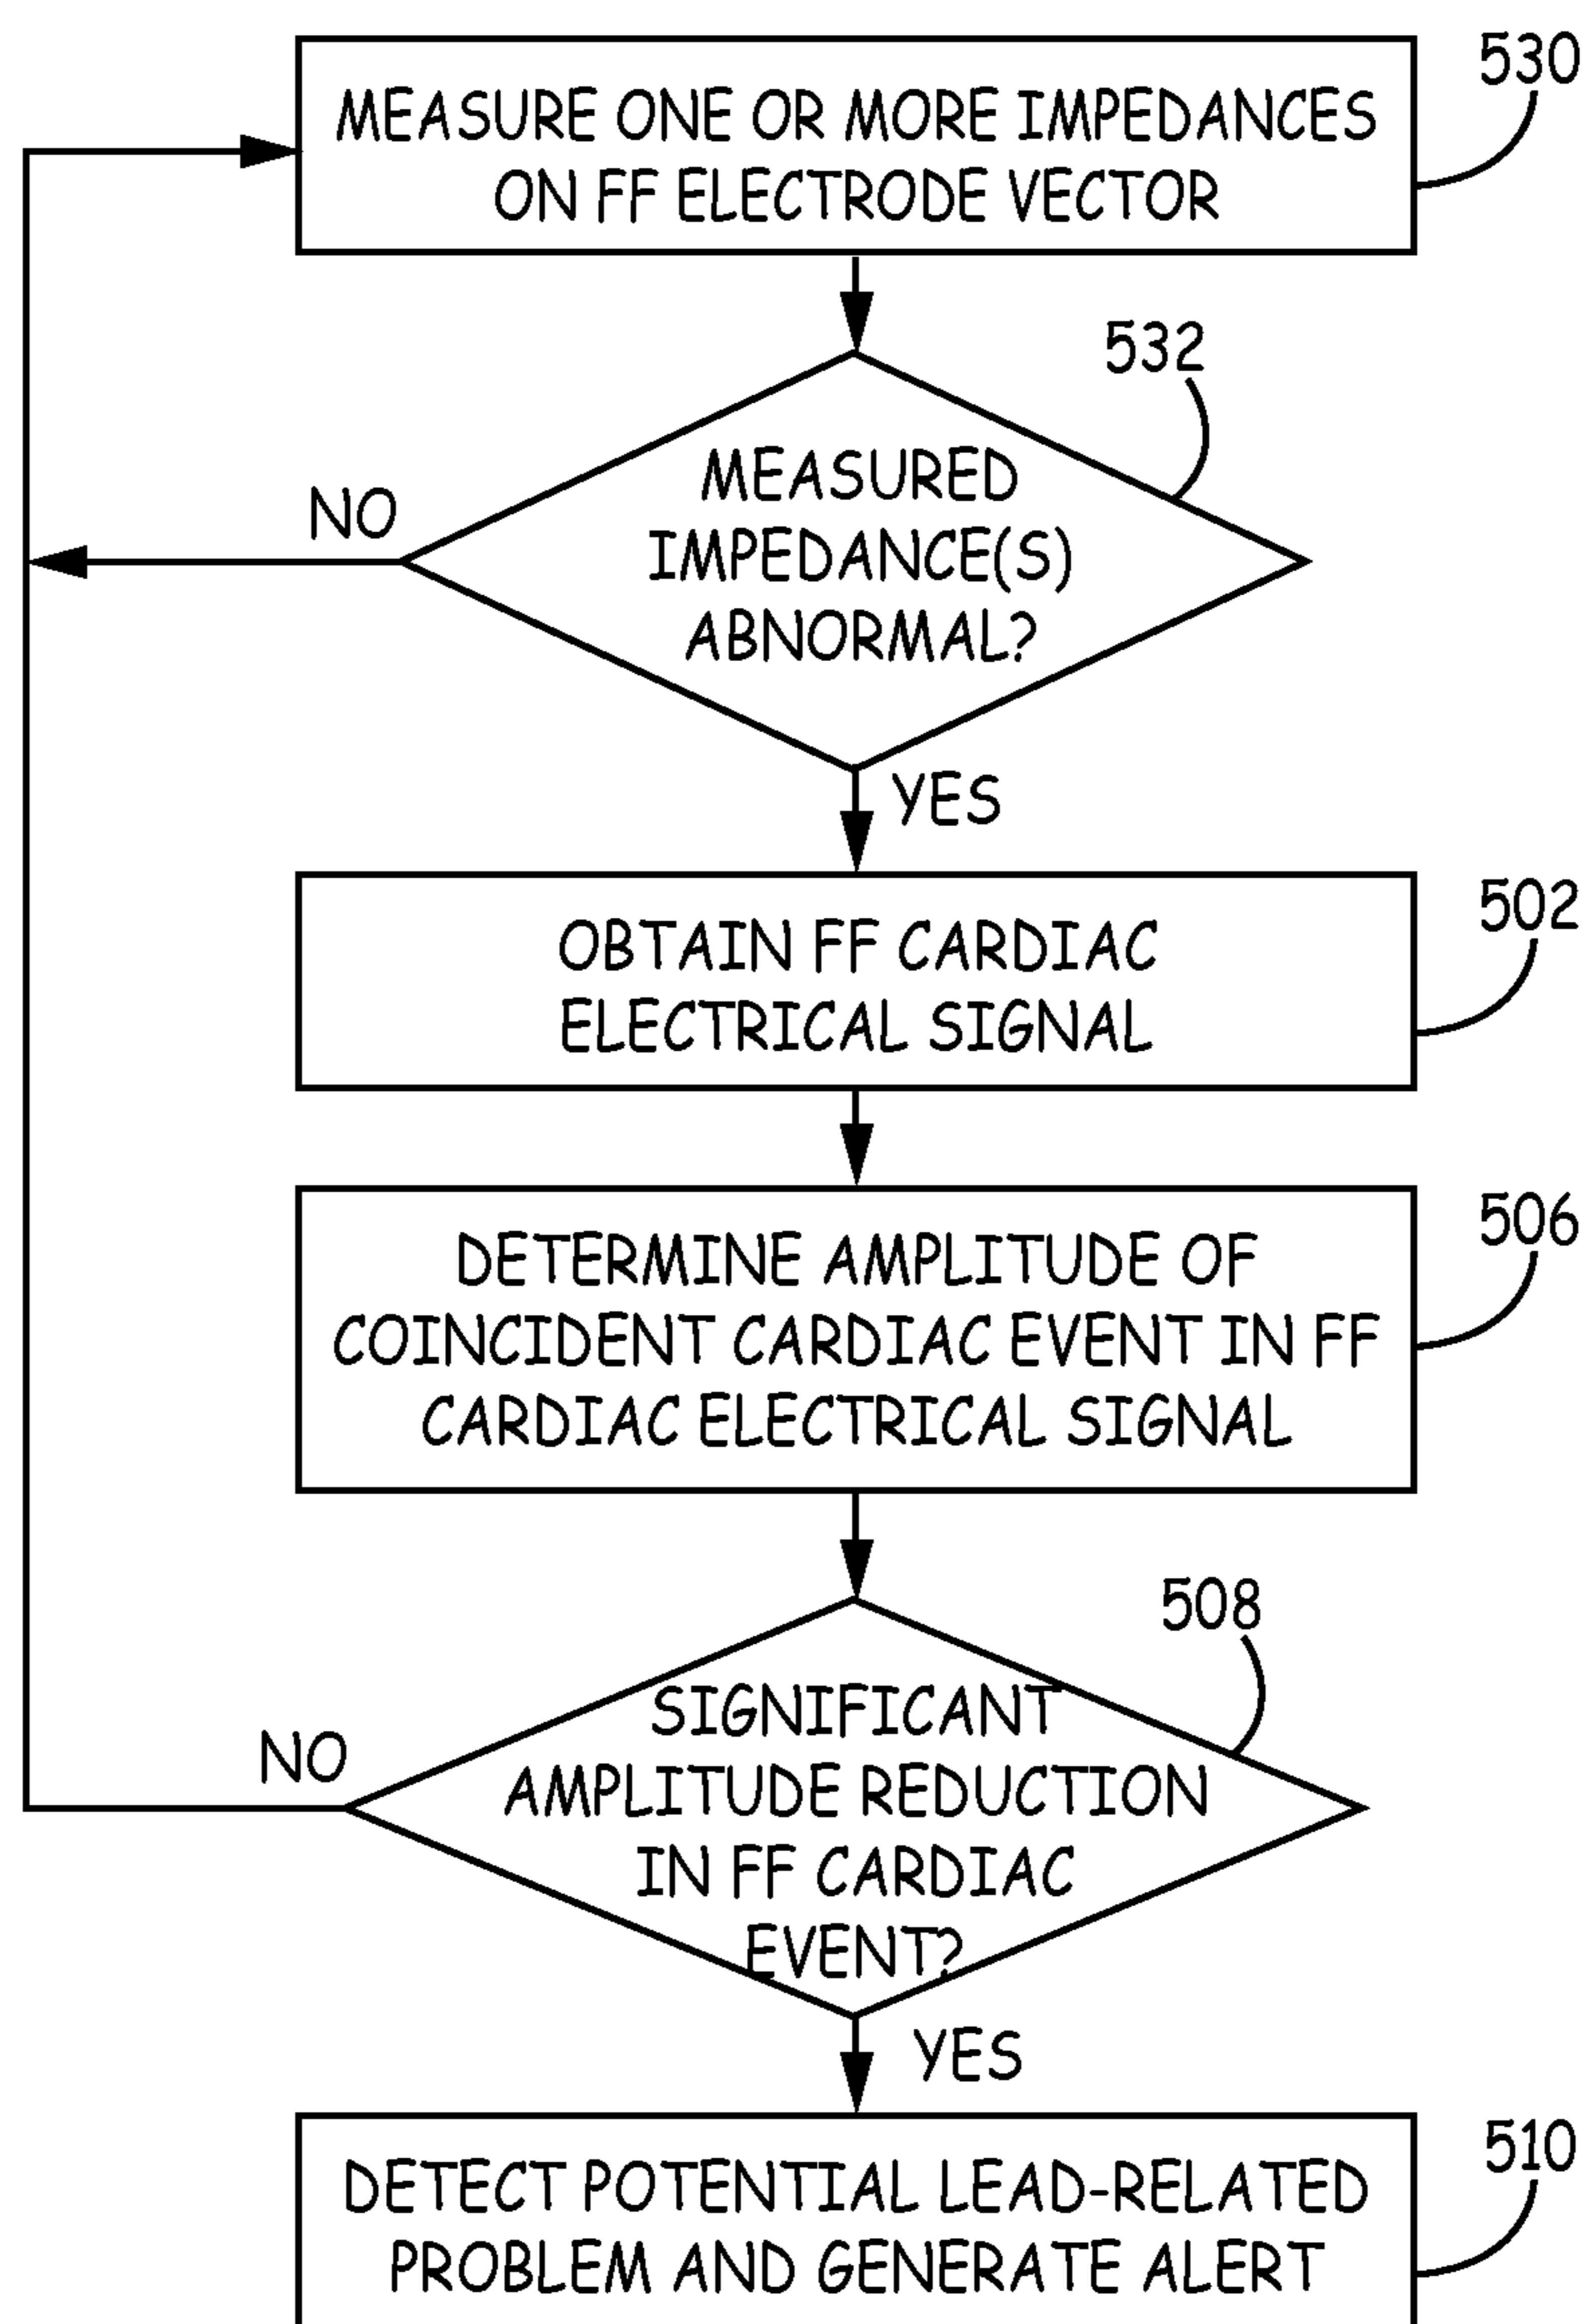 530
MEASURE ONE OR MORE IMPEDANCES
ON FF ELECTRODE VECTOR
532
MEASURED
IMPEDANCE(S)
ABNORMAL?
NO
YES
502
OBTAIN FF CARDIAC
ELECTRICAL SIGNAL
506
DETERMINE AMPLITUDE OF
COINCIDENT CARDIAC EVENT IN FF
CARDIAC ELECTRICAL SIGNAL
508
SIGNIFICANT
AMPLITUDE REDUCTION
IN FF CARDIAC
EVENT?
NO
YES
510
DETECT POTENTIAL LEAD-RELATED
PROBLEM AND GENERATE ALERT